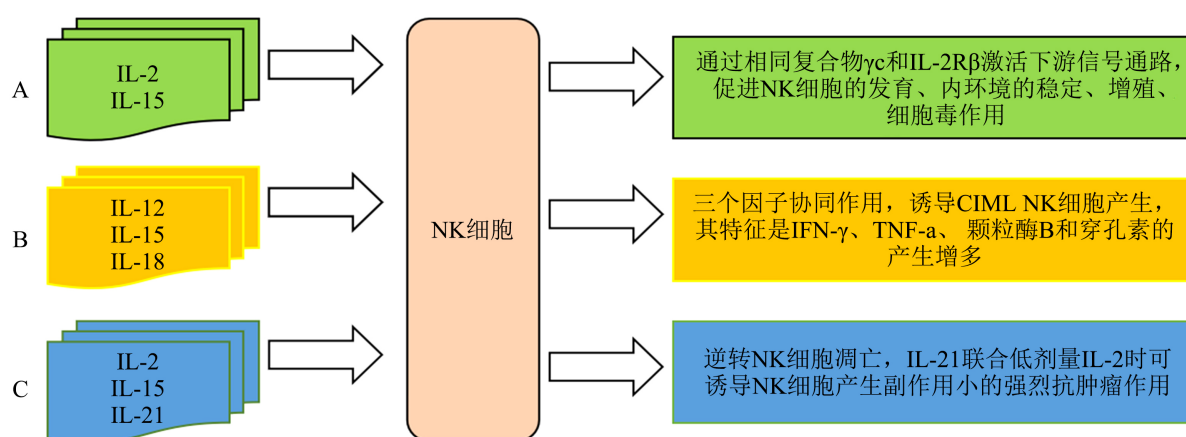 A
IL-2
IL-15
通过相同复合物γc和IL-2Rβ激活下游信号通路，
促进NK细胞的发育、内环境的稳定、增殖、
细胞毒作用
B
IL-12
IL-15
IL-18
NK细胞
三个因子协同作用，诱导CIML NK细胞产生，
其特征是IFN-γ、TNF-a、 颗粒酶B和穿孔素的
产生增多
C
IL-2
IL-15
IL-21
逆转NK细胞凋亡，IL-21联合低剂量IL-2时可
诱导NK细胞产生副作用小的强烈抗肿瘤作用